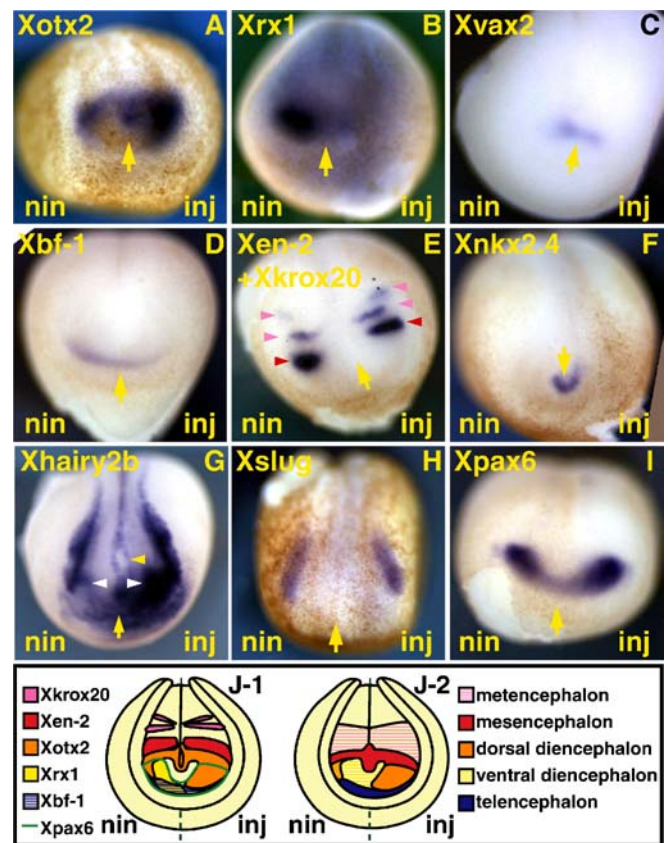 Xotx2 A
nin inj
Xrx1 B
nin inj
Xvax2 C
nin inj
Xbf-1 D
nin inj
Xen-2 E
+Xkrox20
nin inj
Xnkx2.4 F
nin inj
Xhairy2b G
nin inj
Xslug H
nin inj
Xpax6 I
nin inj
J-1
Xkrox20
Xen-2
Xotx2
Xrx1
Xbf-1
Xpax6
nin inj
J-2
metencephalon
mesencephalon
dorsal diencephalon
ventral diencephalon
telencephalon
nin inj